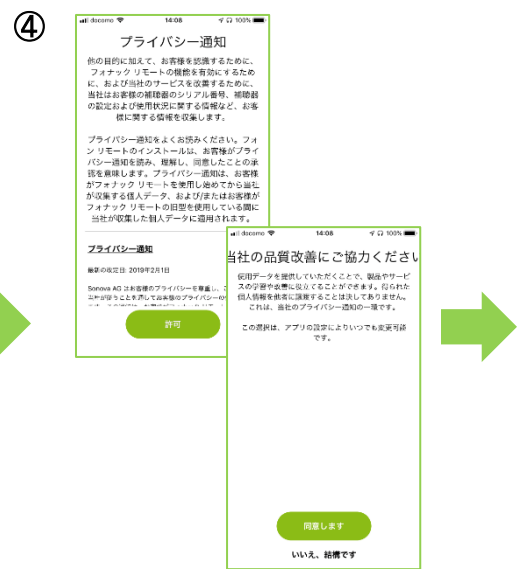 ④
docomo 14:08 100%
プライバシー通知
他の目的に加えて、お客様を認識するために、
フォナック リモートの機能を有効にするため
に、および当社のサービスを改善するために、
当社はお客様の補聴器のシリアル番号、補聴器
の設定および使用状況に関する情報など、お客
様に関する情報を収集します。
プライバシー通知をよくお読みください。フォ
ン リモートのインストールは、お客様がプライ
バシー通知を読み、理解し、同意したことの承
認を意味します。プライバシー通知は、お客様
がフォナック リモートを使用し始めてから当社
が収集する個人データ、および/またはお客様が
フォナック リモートの旧型を使用している間に
当社が収集した個人データに適用されます。
プライバシー通知
最新の改定日: 2019年2月1日
Sonova AG はお客様のプライバシーを尊重し、こ
許可
docomo 14:08 100%
当社の品質改善にご協力ください
使用データを提供していただくことで、製品やサービ
スの学習や改善に役立てることができます。得られた
個人情報を他者に譲渡することは決してありません。
これは、当社のプライバシー通知の一環です。
この選択は、アプリの設定によりいつでも変更可能
です。
同意します
いいえ、結構です